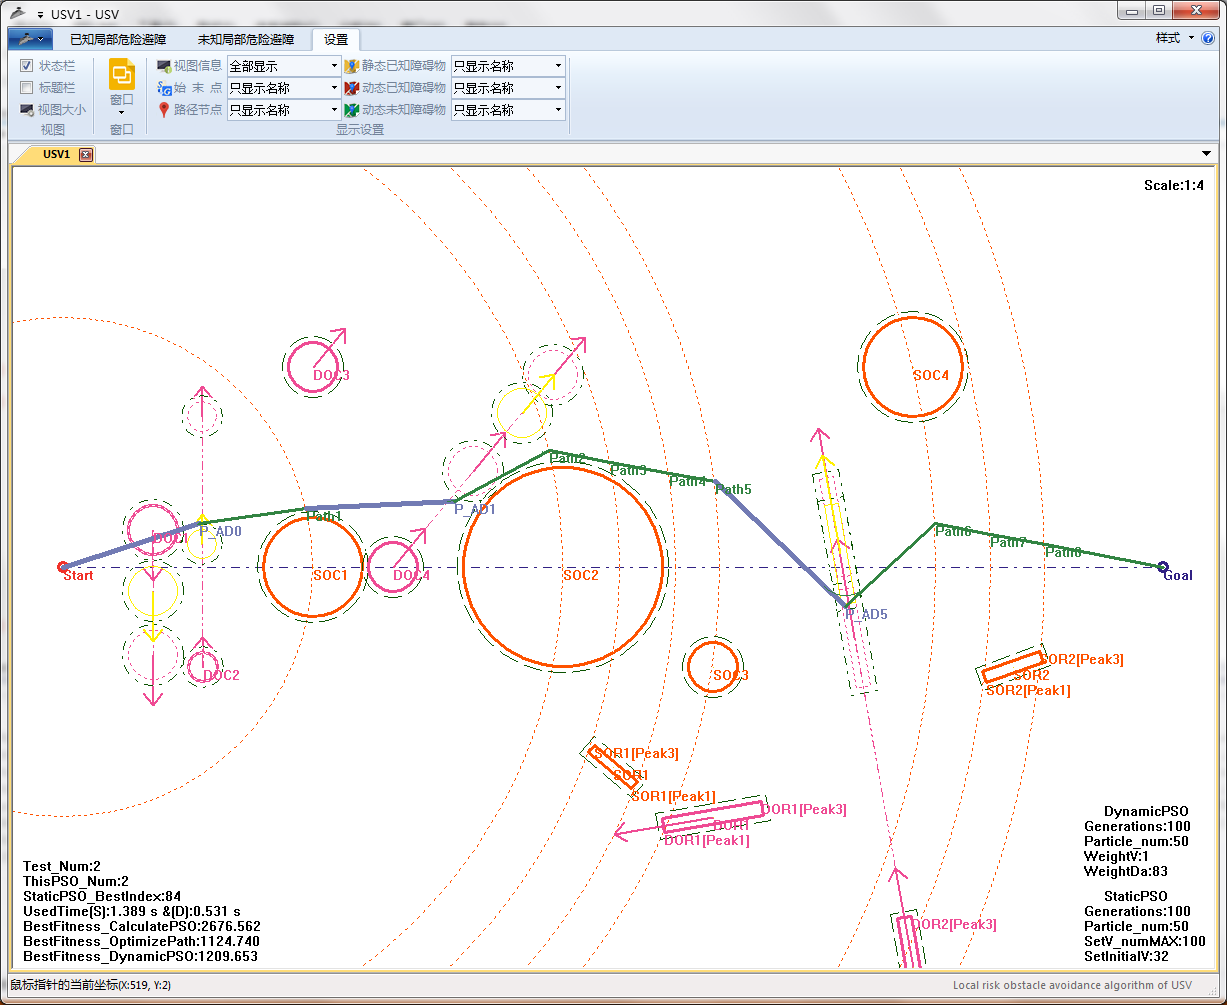 USV1 - USV
已知局部危险避障 未知局部危险避障 设置 样式
状态栏 视图信息 全部显示 静态已知障碍物 只显示名称
标题栏 始 末 点 只显示名称 动态已知障碍物 只显示名称
视图大小 窗口 路径节点 只显示名称 动态未知障碍物 只显示名称
视图 窗口 显示设置
USV1
Scale:1:4
DOC3
SOC4
Path2
Path3
Path4
Path5
P_AD1
Path1
P_AD0
DOC1
Path6
Path7
Path8
Start
SOC1
DOC4
SOC2
Goal
P_AD5
DOC2
SOC3
SOR2[Peak3]
SOR2
SOR2[Peak1]
SOR1[Peak3]
SOR1
SOR1[Peak1]
DOR1[Peak3]
DOR1
DOR1[Peak1]
DOR2[Peak3]
DynamicPSO
Generations:100
Particle_num:50
WeightV:1
WeightDa:83
StaticPSO
Generations:100
Particle_num:50
SetV_numMAX:100
SetInitialV:32
Test_Num:2
ThisPSO_Num:2
StaticPSO_BestIndex:84
UsedTime(S):1.389 s &(D):0.531 s
BestFitness_CalculatePSO:2676.562
BestFitness_OptimizePath:1124.740
BestFitness_DynamicPSO:1209.653
鼠标指针的当前坐标(X:519, Y:2)
Local risk obstacle avoidance algorithm of USV